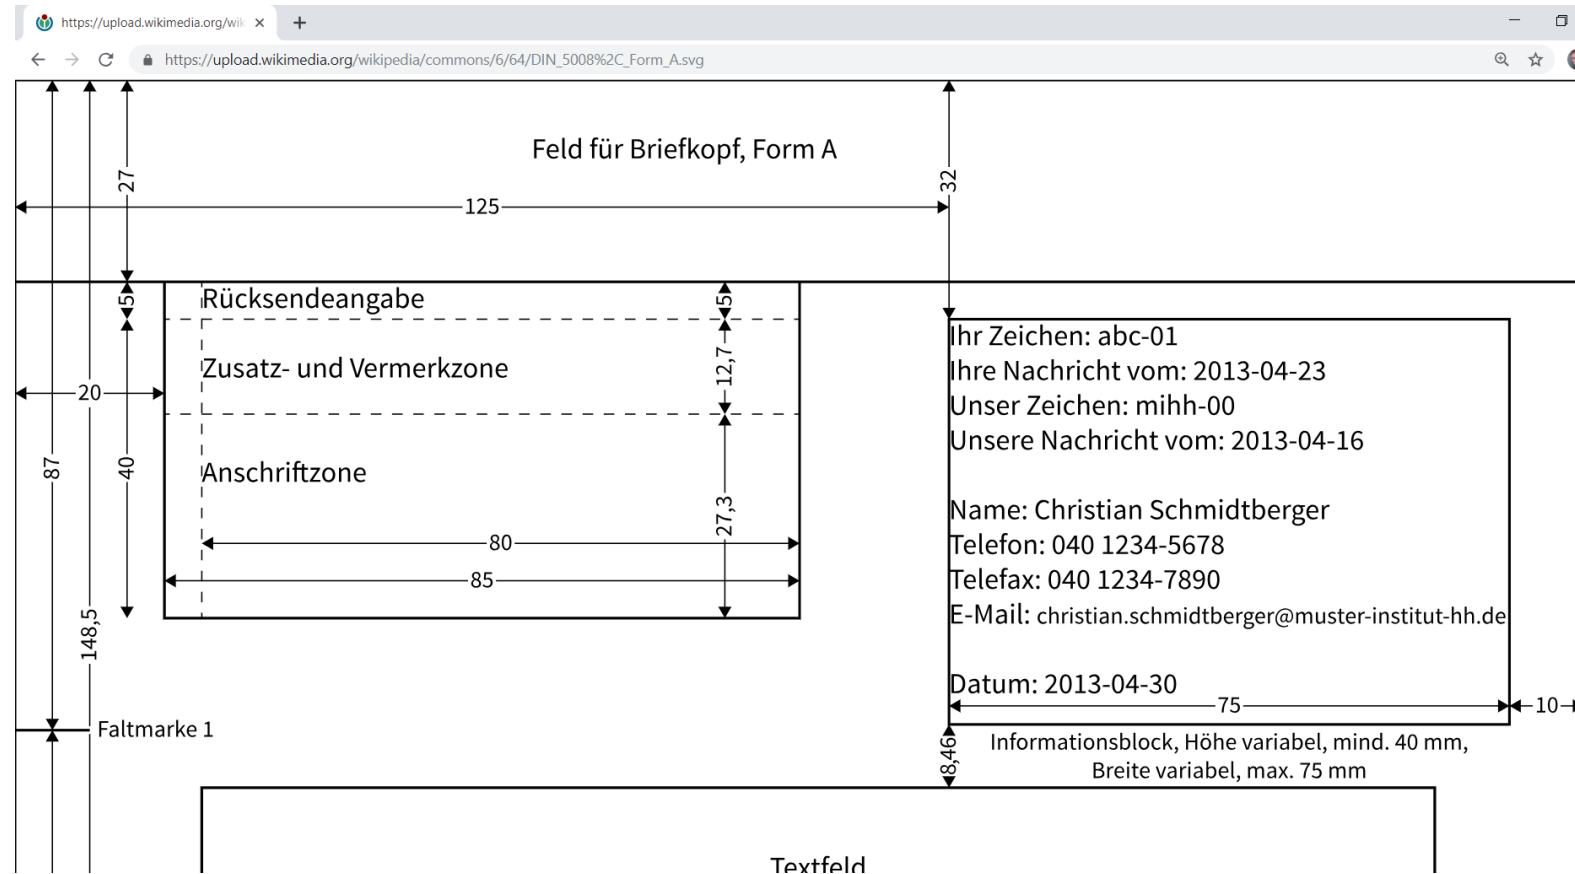 https://upload.wikimedia.org/wik
https://upload.wikimedia.org/wikipedia/commons/6/64/DIN_5008%2C_Form_A.svg
Feld für Briefkopf, Form A
27
32
125
5
Rücksendeangabe
5
Zusatz- und Vermerkzone
12,7
20
87
40
Anschriftzone
27,3
80
85
148,5
Ihr Zeichen: abc-01
Ihre Nachricht vom: 2013-04-23
Unser Zeichen: mihh-00
Unsere Nachricht vom: 2013-04-16
Name: Christian Schmidtberger
Telefon: 040 1234-5678
Telefax: 040 1234-7890
E-Mail: christian.schmidtberger@muster-institut-hh.de
Datum: 2013-04-30
75
10
Faltmarke 1
8,46
Informationsblock, Höhe variabel, mind. 40 mm,
Breite variabel, max. 75 mm
Textfeld